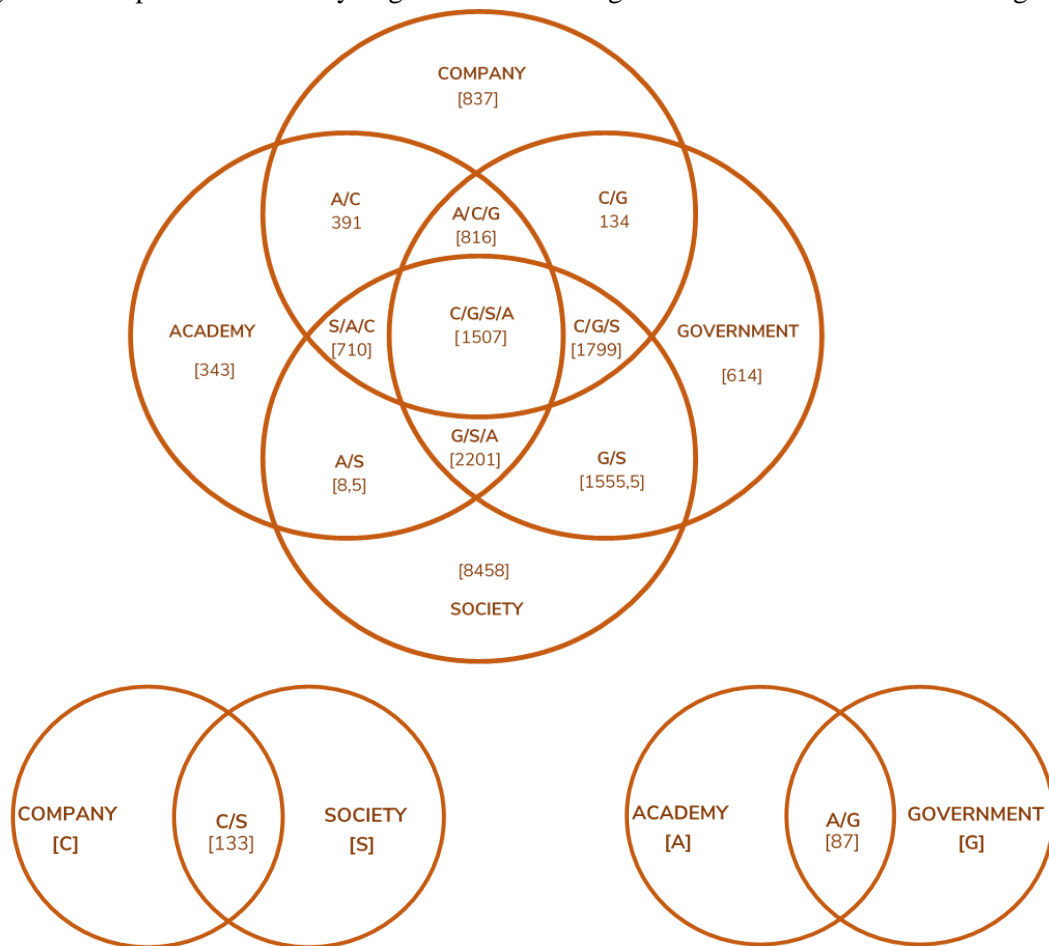 COMPANY
[837]
A/C
391
A/C/G
[816]
C/G
134
ACADEMY
[343]
S/A/C
[710]
C/G/S/A
[1507]
C/G/S
[1799]
GOVERNMENT
[614]
A/S
[8,5]
G/S/A
[2201]
G/S
[1555,5]
[8458]
SOCIETY
COMPANY
[C]
C/S
[133]
SOCIETY
[S]
ACADEMY
[A]
A/G
[87]
GOVERNMENT
[G]